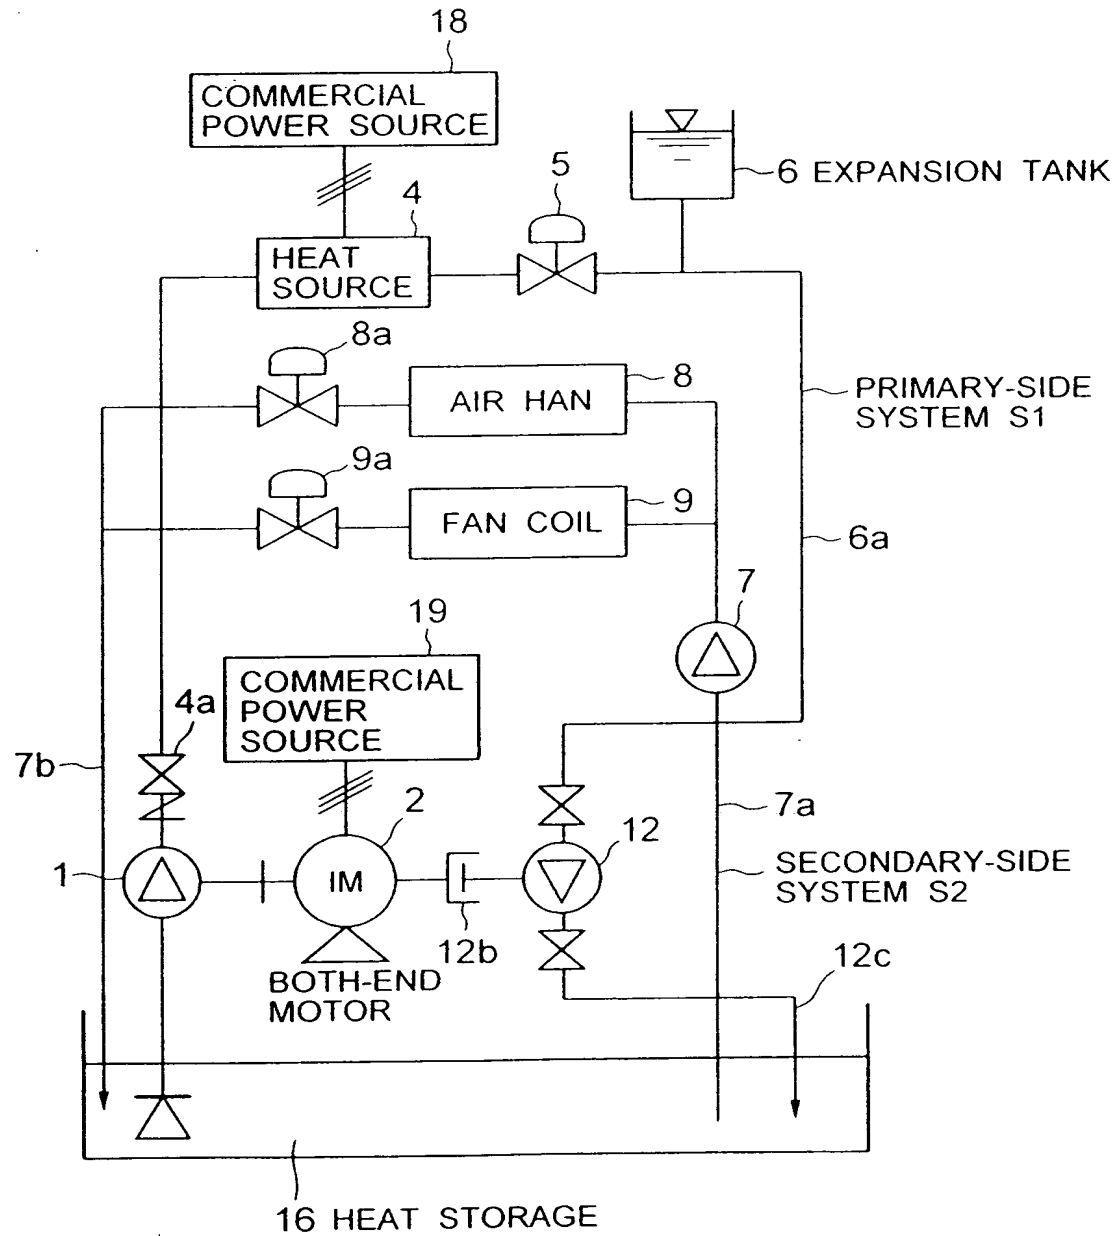 18
COMMERCIAL
POWER SOURCE
5
6 EXPANSION TANK
4
HEAT
SOURCE
8a
8
AIR HAN
PRIMARY-SIDE
SYSTEM S1
9a
9
FAN COIL
6a
7
19
COMMERCIAL
POWER
SOURCE
4a
7b
2
12
7a
1
IM
SECONDARY-SIDE
SYSTEM S2
12b
12c
BOTH-END
MOTOR
16 HEAT STORAGE